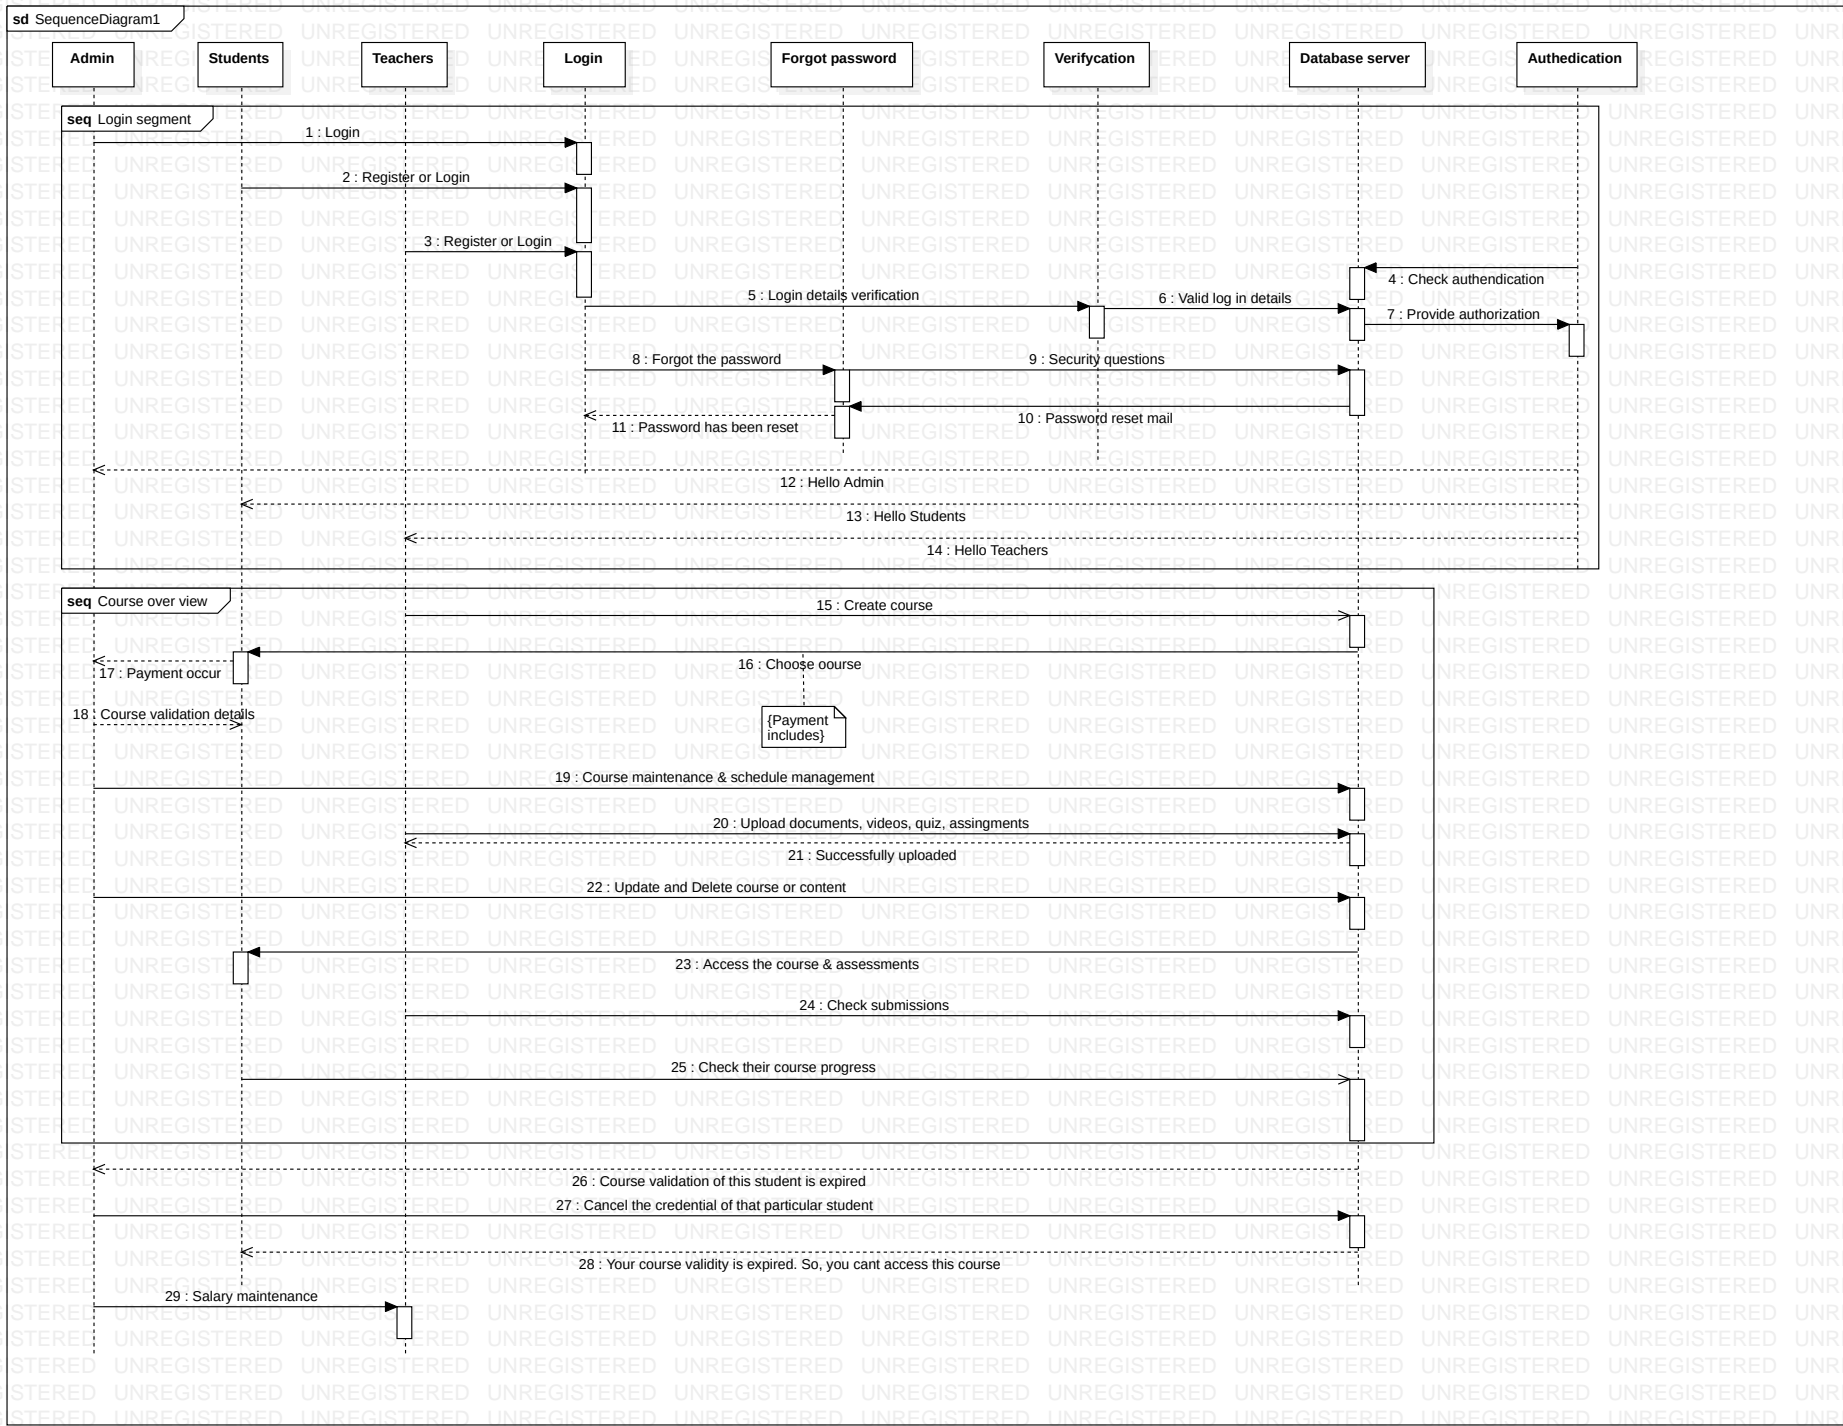 sd SequenceDiagram1
Admin
Students
Teachers
Login
Forgot password
Verifycation
Database server
Authedication
seq Login segment
1 : Login
2 : Register or Login
3 : Register or Login
4 : Check authendication
5 : Login details verification
6 : Valid log in details
7 : Provide authorization
8 : Forgot the password
9 : Security questions
10 : Password reset mail
11 : Password has been reset
12 : Hello Admin
13 : Hello Students
14 : Hello Teachers
seq Course over view
15 : Create course
16 : Choose oourse
17 : Payment occur
18 : Course validation details
{Payment
includes}
19 : Course maintenance & schedule management
20 : Upload documents, videos, quiz, assingments
21 : Successfully uploaded
22 : Update and Delete course or content
23 : Access the course & assessments
24 : Check submissions
25 : Check their course progress
26 : Course validation of this student is expired
27 : Cancel the credential of that particular student
28 : Your course validity is expired. So, you cant access this course
29 : Salary maintenance
UNREGISTERED